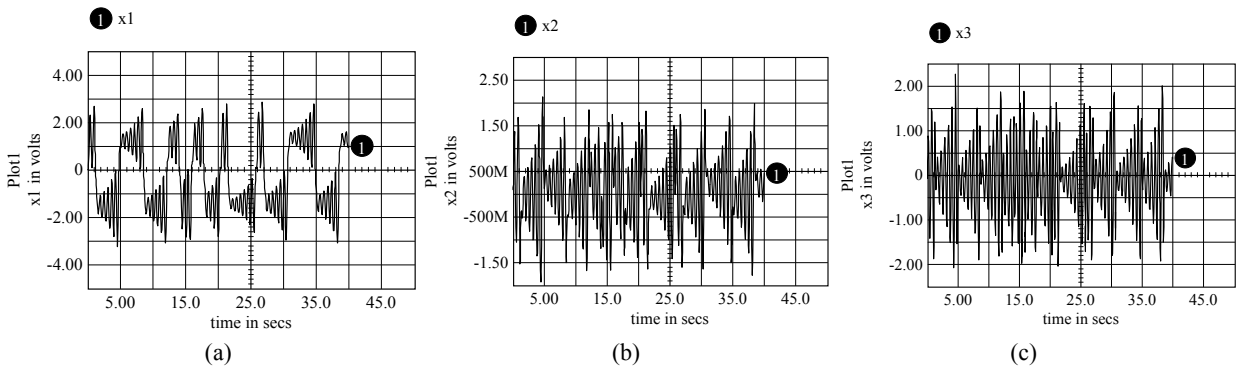 1 x1
Plot1
x1 in volts
4.00
2.00
0
-2.00
-4.00
5.00 15.0 25.0 35.0 45.0
time in secs
1
(a)
1 x2
Plot1
x2 in volts
2.50
1.50
500M
-500M
-1.50
5.00 15.0 25.0 35.0 45.0
time in secs
1
(b)
1 x3
Plot1
x3 in volts
2.00
1.00
0
-1.00
-2.00
5.00 15.0 25.0 35.0 45.0
time in secs
1
(c)